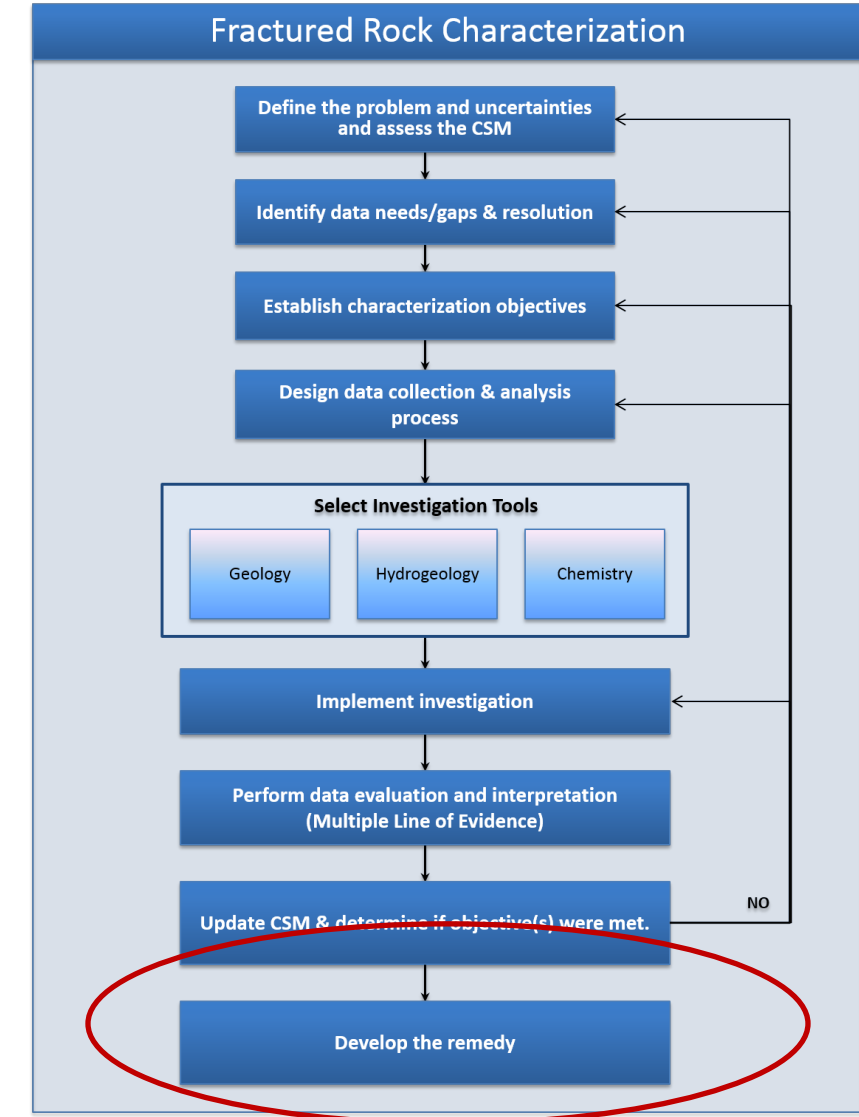 Fractured Rock Characterization
Define the problem and uncertainties
and assess the CSM
Identify data needs/gaps & resolution
Establish characterization objectives
Design data collection & analysis
process
Select Investigation Tools
Geology
Hydrogeology
Chemistry
Implement investigation
Perform data evaluation and interpretation
(Multiple Line of Evidence)
Update CSM & determine if objective(s) were met.
NO
Develop the remedy